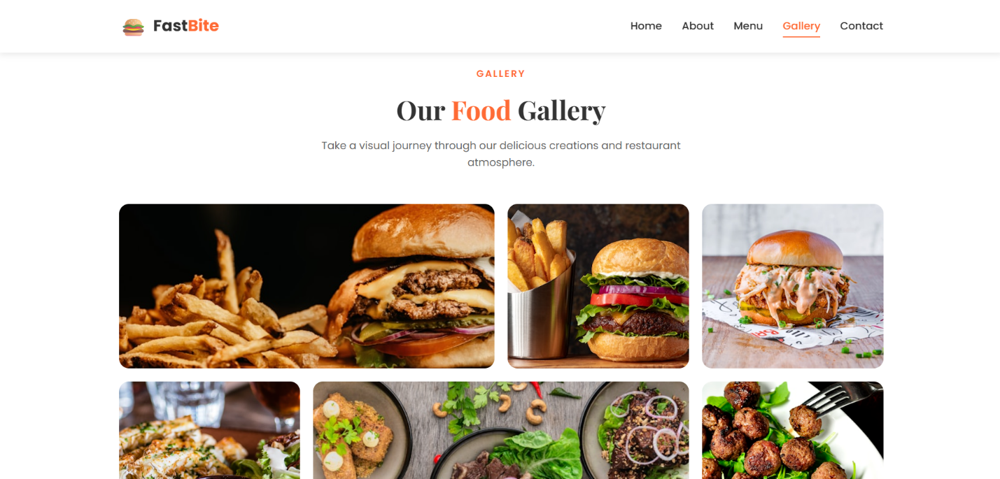 FastBite
Home About Menu Gallery Contact
GALLERY
Our Food Gallery
Take a visual journey through our delicious creations and restaurant
atmosphere.